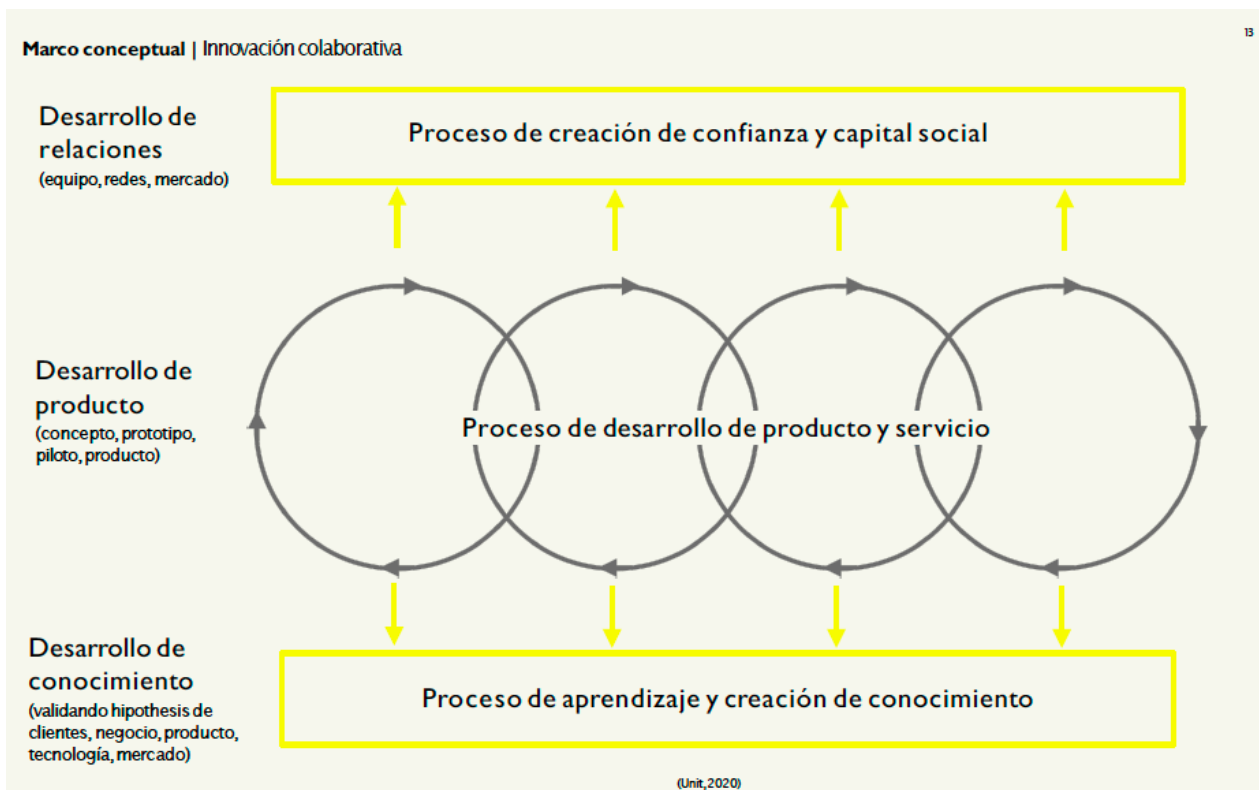 13
Marco conceptual | Innovación colaborativa
Desarrollo de
relaciones
(equipo, redes, mercado)
Proceso de creación de confianza y capital social
Desarrollo de
producto
(concepto, prototipo,
piloto, producto)
Proceso de desarrollo de producto y servicio
Desarrollo de
conocimiento
(validando hipothesis de
clientes, negocio, producto,
tecnología, mercado)
Proceso de aprendizaje y creación de conocimiento
(Unit, 2020)